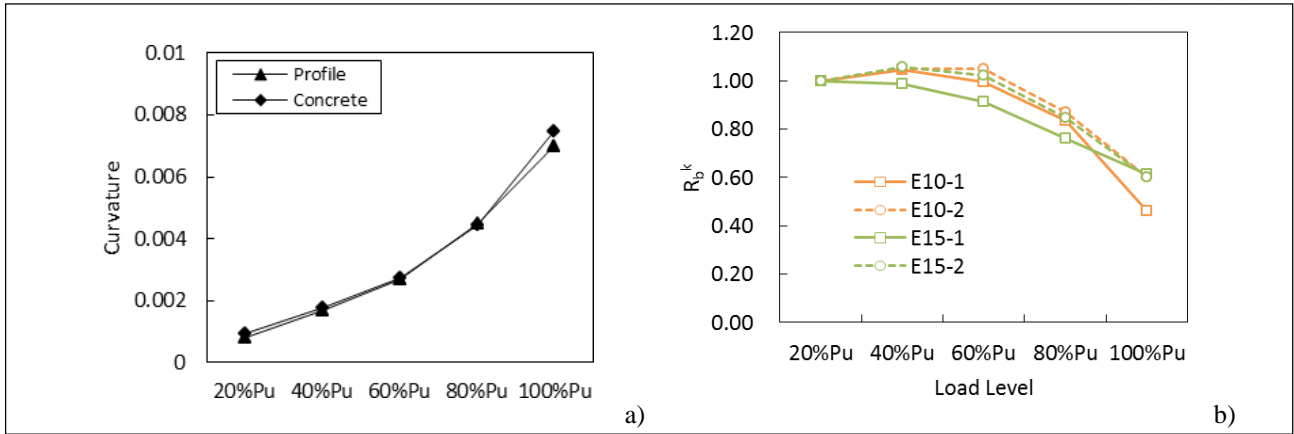 0.01
0.008
0.006
0.004
0.002
0
Curvature
Profile
Concrete
20%Pu 40%Pu 60%Pu 80%Pu 100%Pu
a)
1.20
1.00
0.80
0.60
0.40
0.20
0.00
R_b^k
E10-1
E10-2
E15-1
E15-2
20%Pu 40%Pu 60%Pu 80%Pu 100%Pu
Load Level
b)